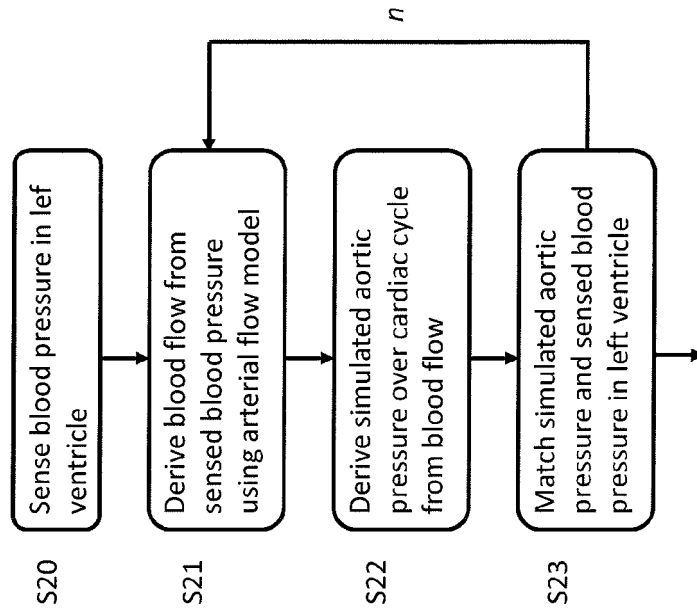 S20
Sense blood pressure in lef
ventricle
S21
Derive blood flow from
sensed blood pressure
using arterial flow model
n
S22
Derive simulated aortic
pressure over cardiac cycle
from blood flow
S23
Match simulated aortic
pressure and sensed blood
pressure in left ventricle